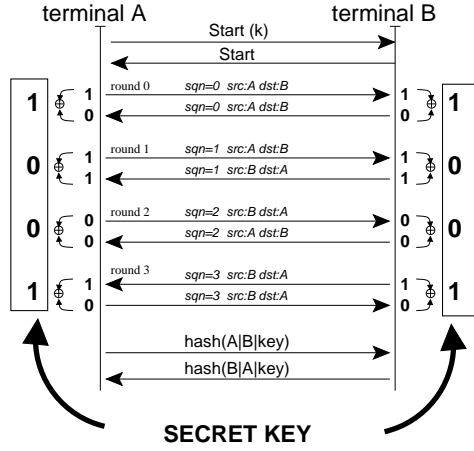 terminal A terminal B
Start (k)
Start
round 0 sqn=0 src:A dst:B
1 1 1 1
0 sqn=0 src:A dst:B 0
round 1 sqn=1 src:A dst:B
0 1 1 0
1 sqn=1 src:B dst:A 1
round 2 sqn=2 src:B dst:A
0 0 0 0
0 sqn=2 src:A dst:B 0
round 3 sqn=3 src:B dst:A
1 1 1 1
0 sqn=3 src:B dst:A 0
hash(A|B|key)
hash(B|A|key)
SECRET KEY